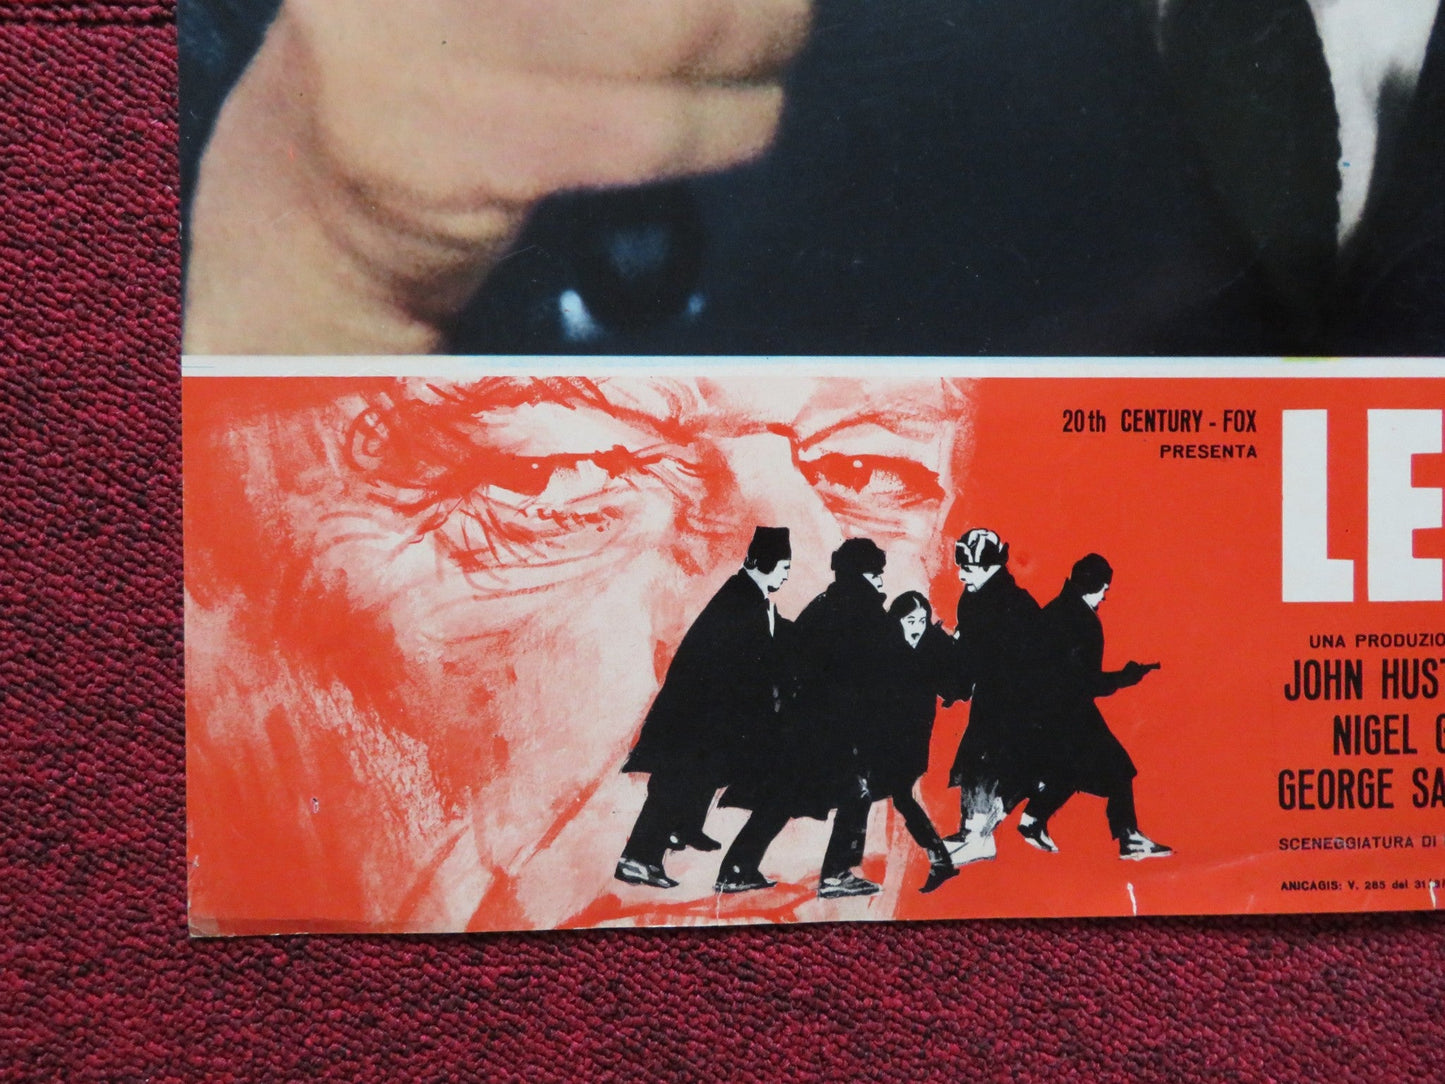 20th CENTURY - FOX
PRESENTA
LE
UNA PRODUZIO
JOHN HUST
NIGEL G
GEORGE SA
SCENEGGIATURA DI
ANICAGIS: V. 285 del